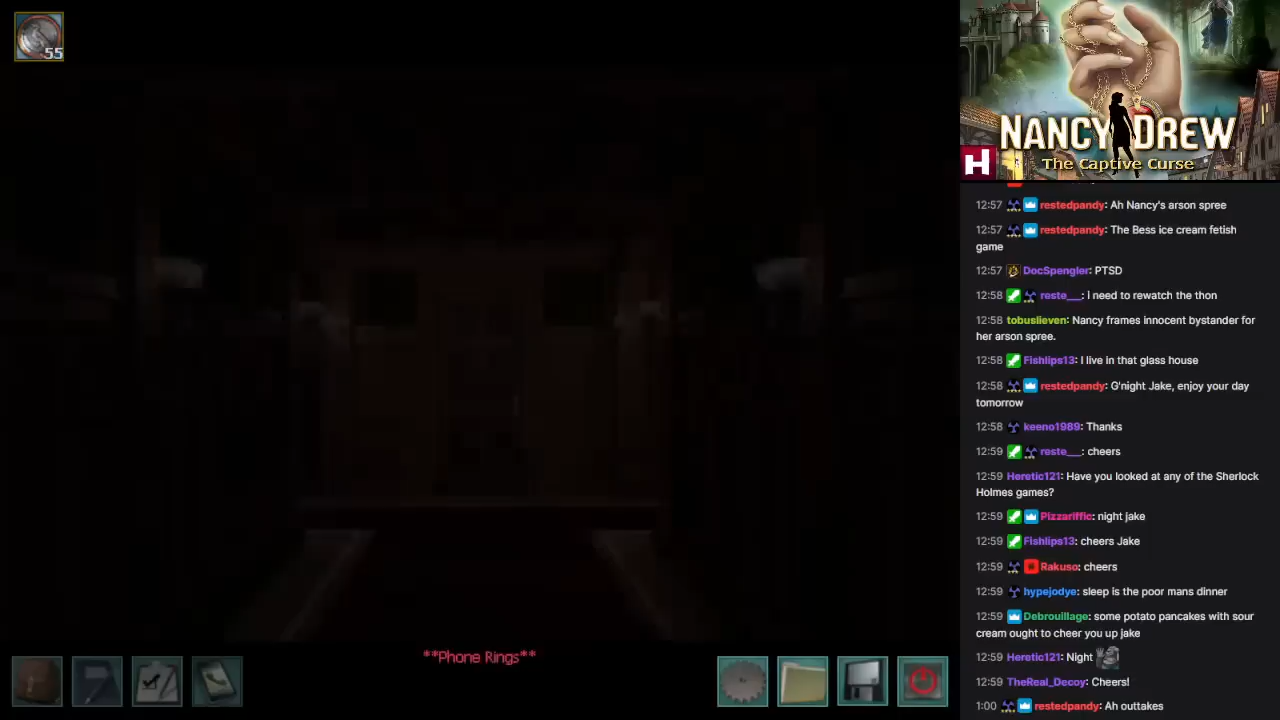 55
**Phone Rings**
H
NANCY DREW
The Captive Curse
12:57 restedpandy: Ah Nancy's arson spree
12:57 restedpandy: The Bess ice cream fetish
game
12:57 DocSpengler: PTSD
12:58 reste___: I need to rewatch the thon
12:58 tobuslieven: Nancy frames innocent bystander for
her arson spree.
12:58 Fishlips13: I live in that glass house
12:58 restedpandy: G'night Jake, enjoy your day
tomorrow
12:58 keeno1989: Thanks
12:59 reste___: cheers
12:59 Heretic121: Have you looked at any of the Sherlock
Holmes games?
12:59 Pizzariffic: night jake
12:59 Fishlips13: cheers Jake
12:59 Rakuso: cheers
12:59 hypejodye: sleep is the poor mans dinner
12:59 Debrouillage: some potato pancakes with sour
cream ought to cheer you up jake
12:59 Heretic121: Night
12:59 TheReal_Decoy: Cheers!
1:00 restedpandy: Ah outtakes